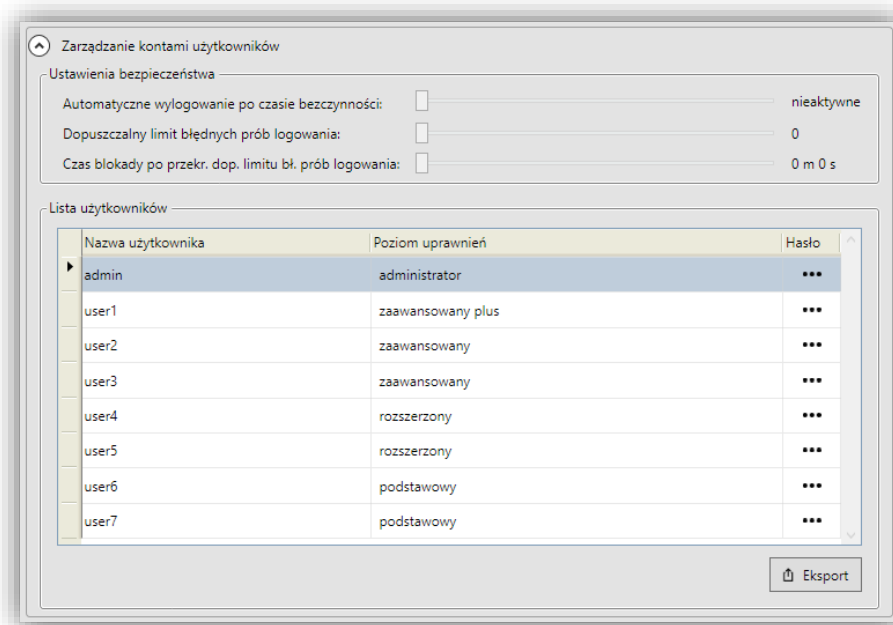 Zarządzanie kontami użytkowników
Ustawienia bezpieczeństwa
Automatyczne wylogowanie po czasie bezczynności: nieaktywne
Dopuszczalny limit błędnych prób logowania: 0
Czas blokady po przekr. dop. limitu bł. prób logowania: 0 m 0 s
Lista użytkowników
Nazwa użytkownika Poziom uprawnień Hasło
admin administrator •••
user1 zaawansowany plus •••
user2 zaawansowany •••
user3 zaawansowany •••
user4 rozszerzony •••
user5 rozszerzony •••
user6 podstawowy •••
user7 podstawowy •••
Eksport